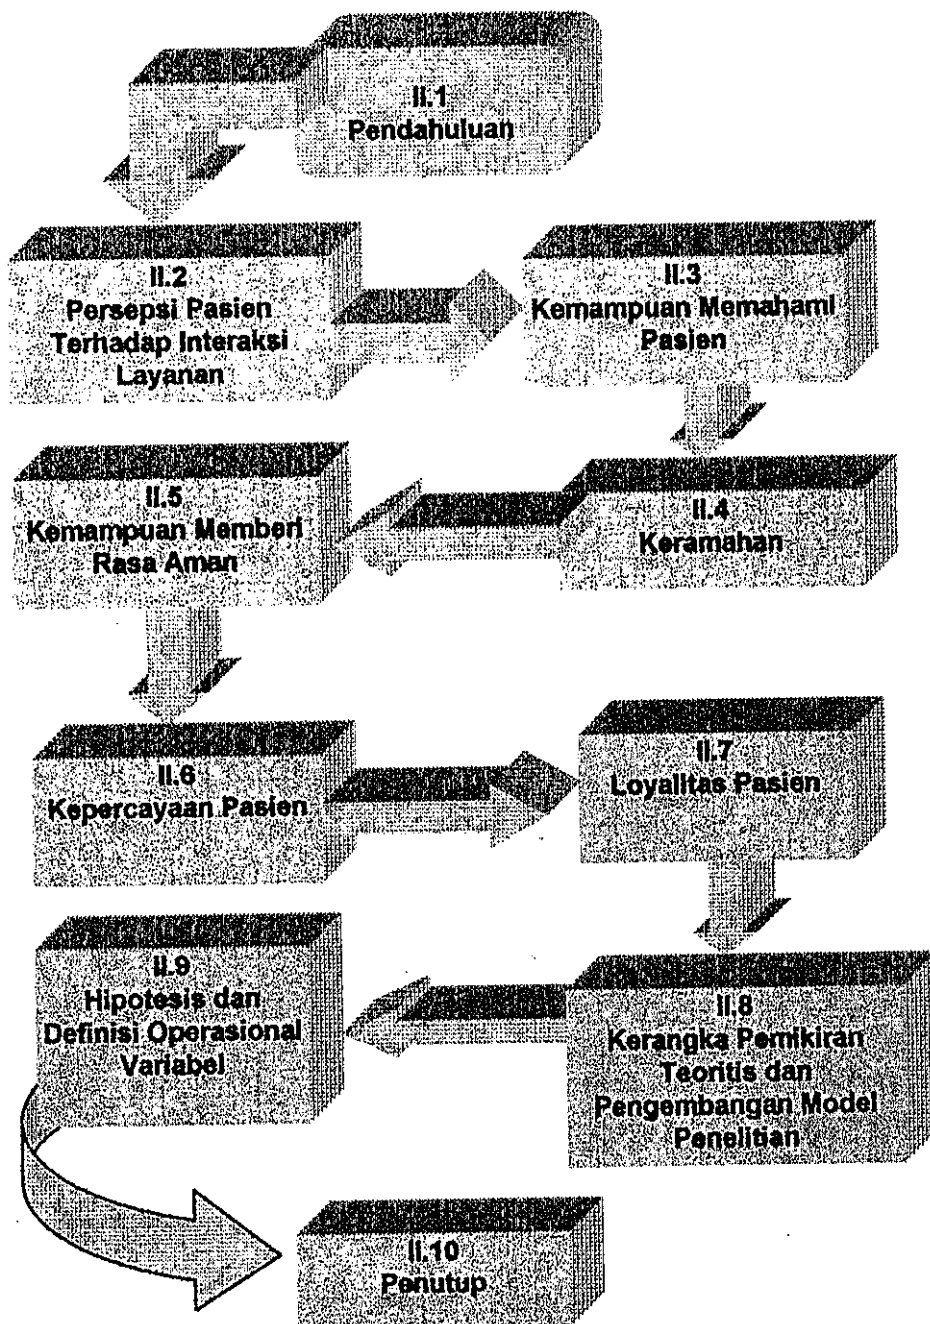 II.1
Pendahuluan
II.2
Persepsi Pasien
Terhadap Interaksi
Layanan
II.3
Kemampuan Memahami
Pasien
II.4
Keramahan
II.5
Kemampuan Memberi
Rasa Aman
II.6
Kepercayaan Pasien
II.7
Loyalitas Pasien
II.8
Kerangka Pemikiran
Teoritis dan
Pengembangan Model
Penelitian
II.9
Hipotesis dan
Definisi Operasional
Variabel
II.10
Penutup